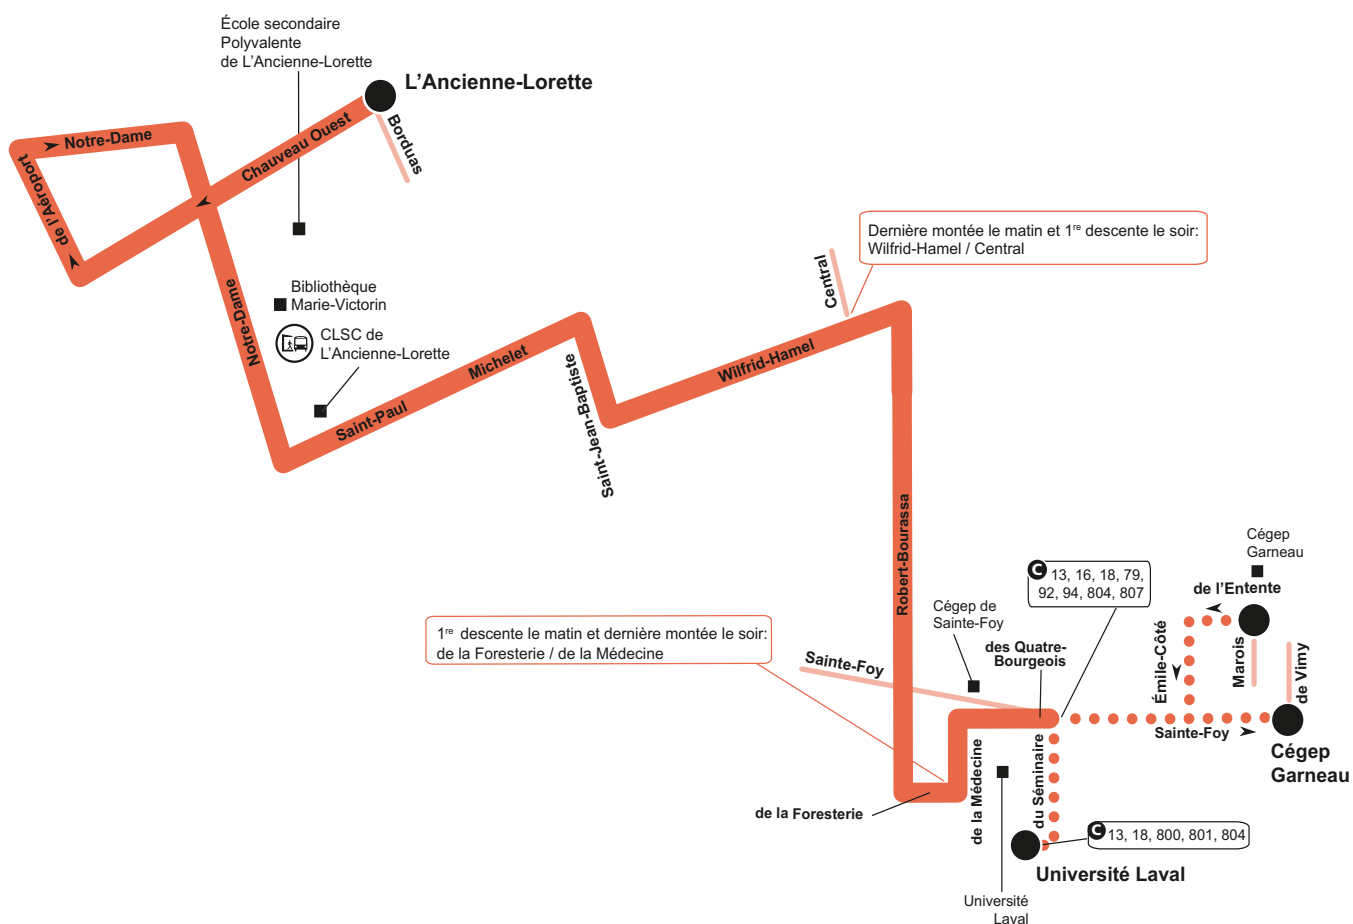 École secondaire
Polyvalente
de L'Ancienne-Lorette
L'Ancienne-Lorette
Bordeaus
Chauveau Ouest
Notre-Dame
de l'Aéroport
Notre-Dame
Bibliothèque
Marie-Victorin
CLSC de
L'Ancienne-Lorette
Saint-Paul
Michelet
Saint-Jean-Baptiste
Wilfrid-Hamel
Central
Dernière montée le matin et 1re descente le soir:
Wilfrid-Hamel / Central
Robert-Bourassa
1re descente le matin et dernière montée le soir:
de la Foresterie / de la Médecine
Sainte-Foy
Cégep de
Sainte-Foy
des Quatre-
Bourgeois
C 13, 16, 18, 79,
92, 94, 804, 807
Cégep
Garneau
de l'Entente
Émile-Côté
Marois
de Vimy
Sainte-Foy
Cégep
Garneau
de la Foresterie
de la Médecine
du Séminaire
C 13, 18, 800, 801, 804
Université Laval
Université
Laval